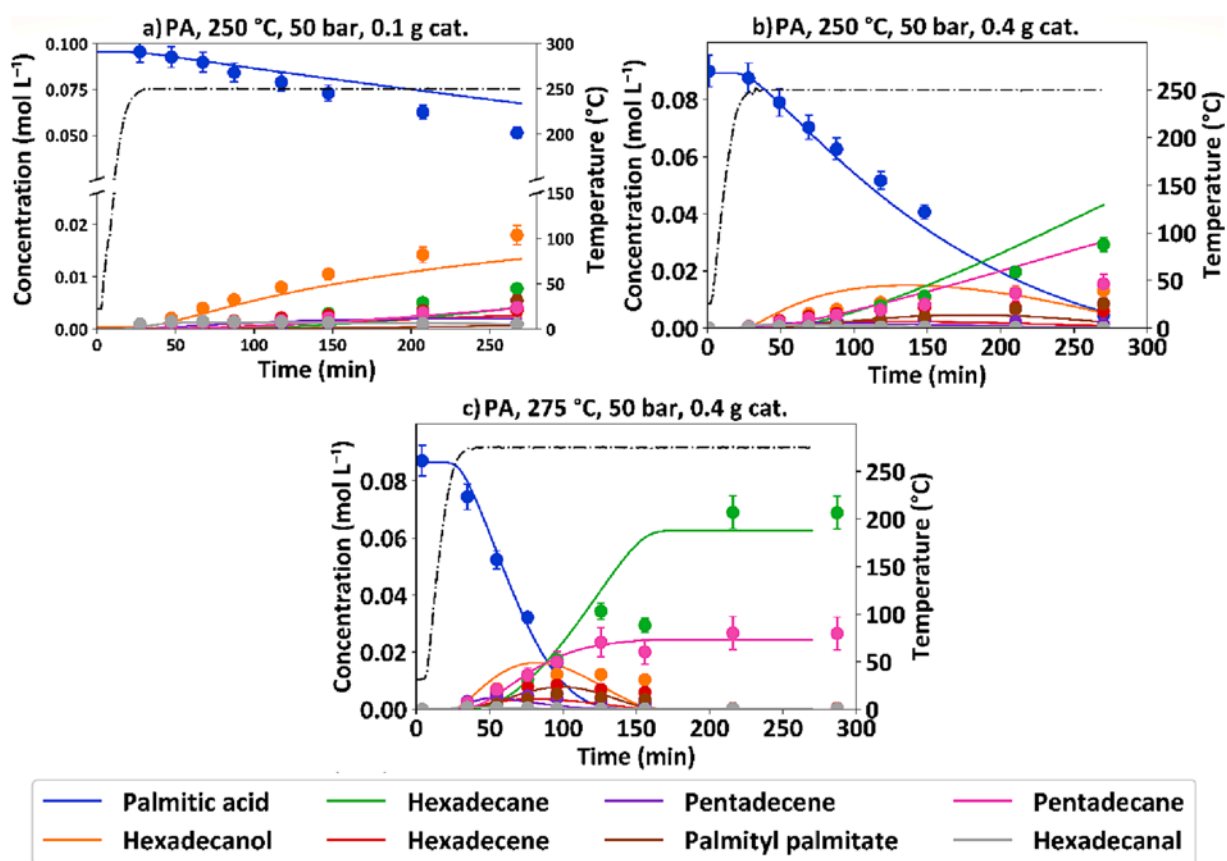 a) PA, 250 °C, 50 bar, 0.1 g cat.
Concentration (mol L⁻¹)
0.100
0.075
0.050
0.02
0.01
0.00
300
250
200
150
100
50
0
Temperature (°C)
0 50 100 150 200 250
Time (min)
b) PA, 250 °C, 50 bar, 0.4 g cat.
Concentration (mol L⁻¹)
0.08
0.06
0.04
0.02
0.00
250
200
150
100
50
0
Temperature (°C)
0 50 100 150 200 250 300
Time (min)
c) PA, 275 °C, 50 bar, 0.4 g cat.
Concentration (mol L⁻¹)
0.08
0.06
0.04
0.02
0.00
250
200
150
100
50
0
Temperature (°C)
0 50 100 150 200 250 300
Time (min)
Palmitic acid Hexadecane Pentadecene Pentadecane
Hexadecanol Hexadecene Palmityl palmitate Hexadecanal